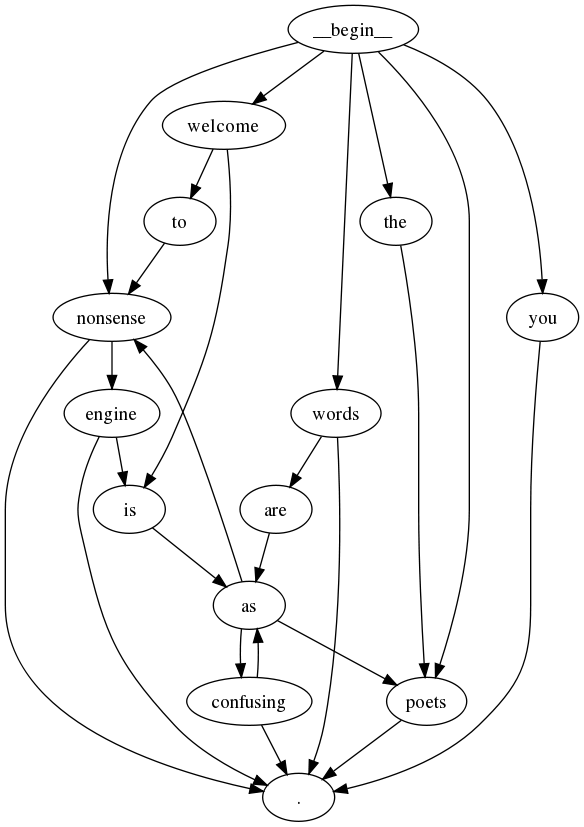 __begin__
welcome
to
the
nonsense
you
engine
words
is
are
as
confusing
poets
.